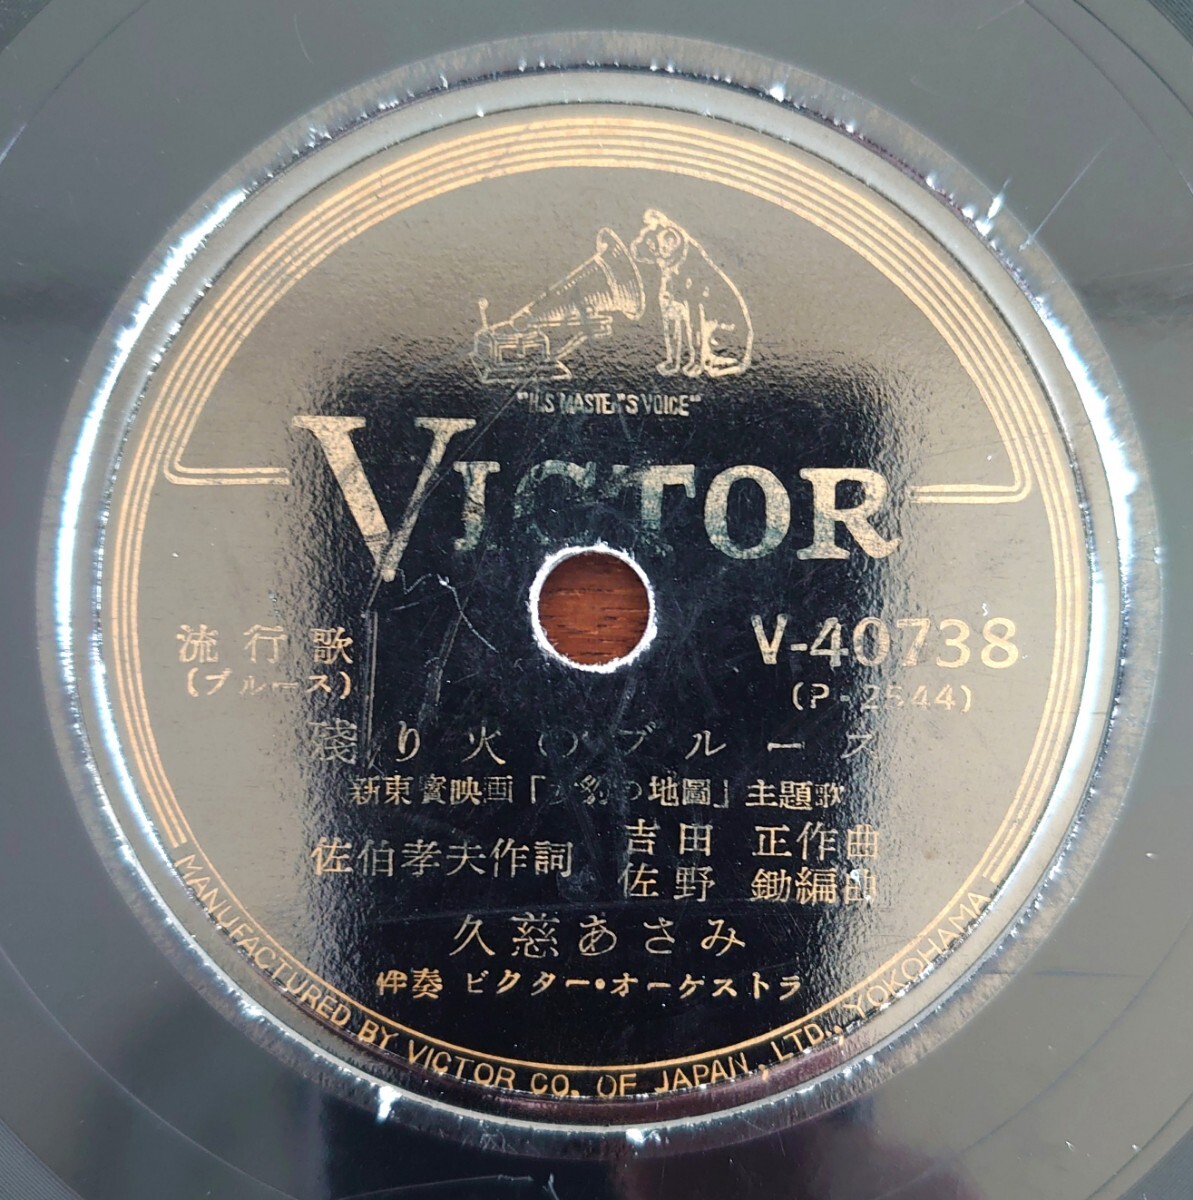 "HIS MASTER'S VOICE"
VICTOR
流行歌
(ブルース)
V-40738
(P-2544)
残り火のブルース
新東宝映画「 の地圖」主題歌
佐伯孝夫作詞
吉田 正作曲
佐野 鋤編曲
久慈あさみ
伴奏 ビクター・オーケストラ
MANUFACTURED BY VICTOR CO. OF JAPAN, LTD., YOKOHAMA